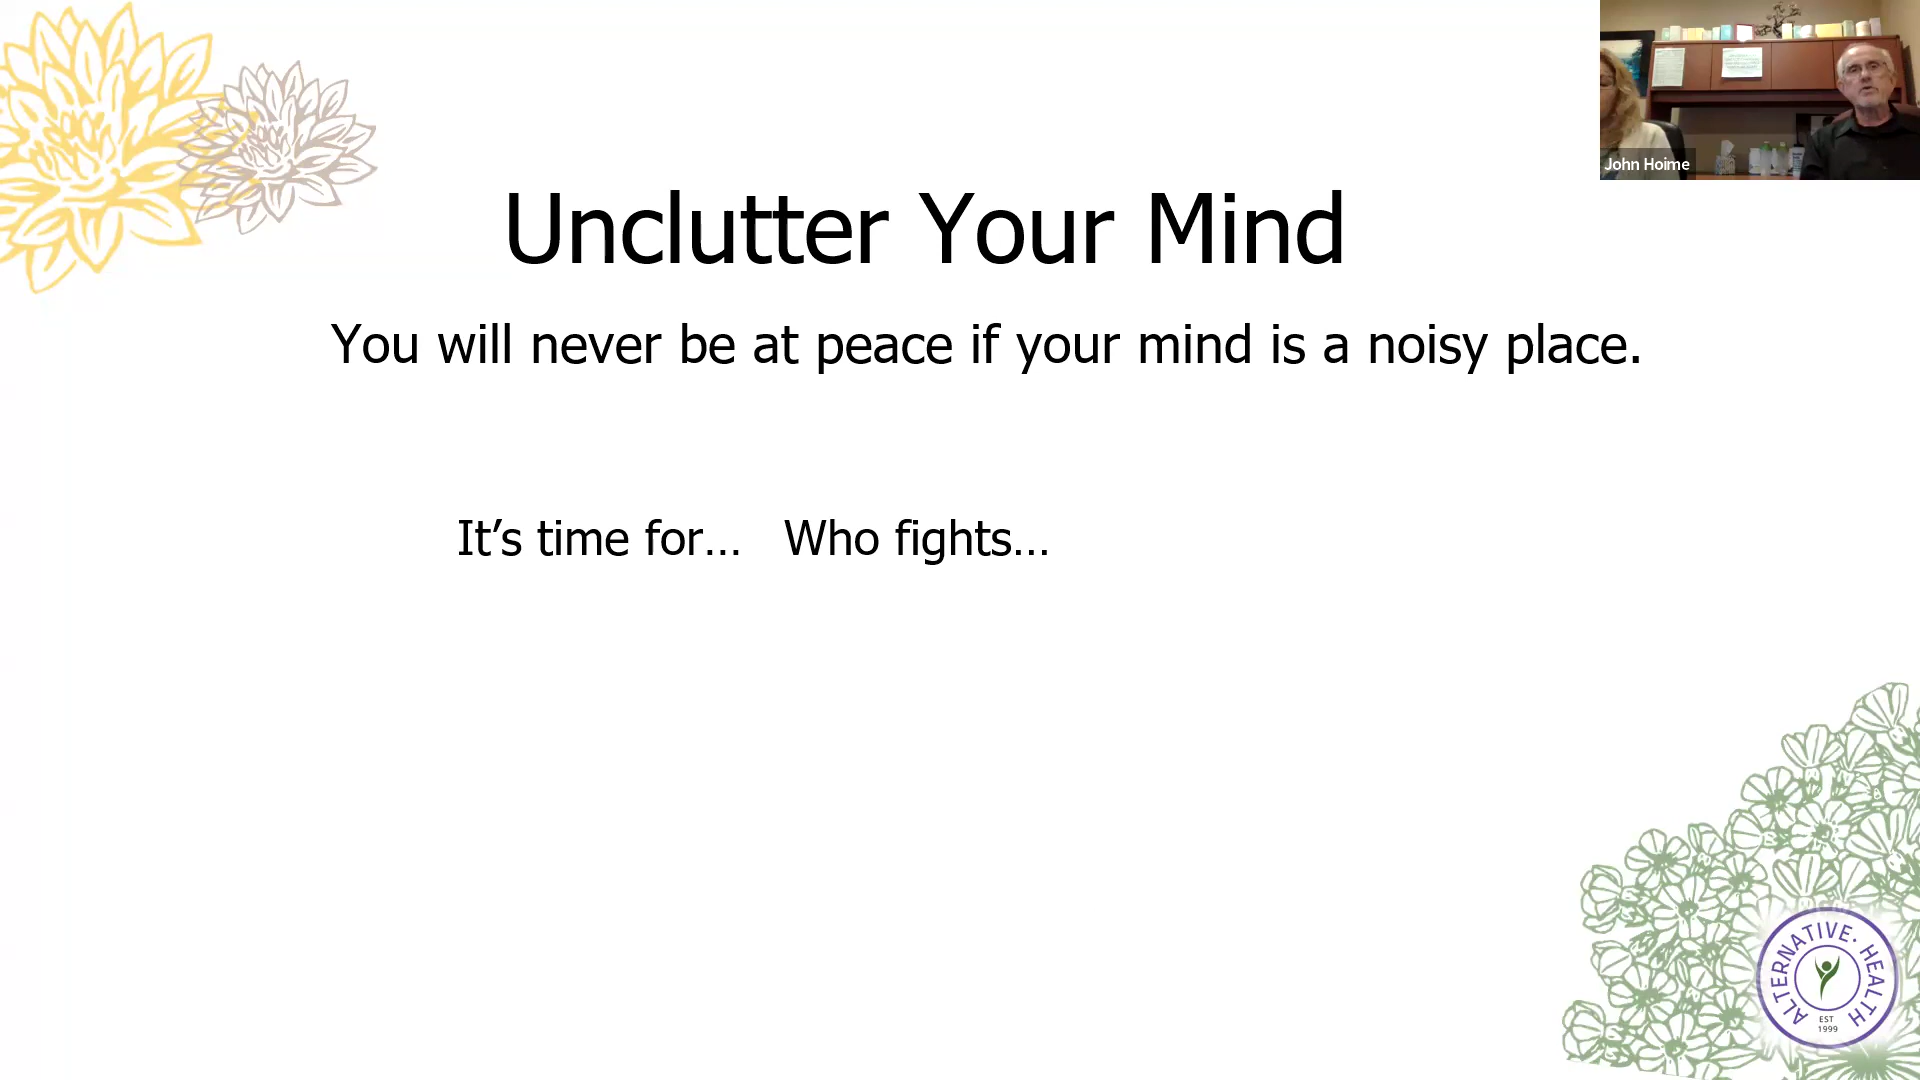 John Hoime
Unclutter Your Mind
You will never be at peace if your mind is a noisy place.
It’s time for… Who fights…
ALTERNATIVE· HEALTH
EST
1999